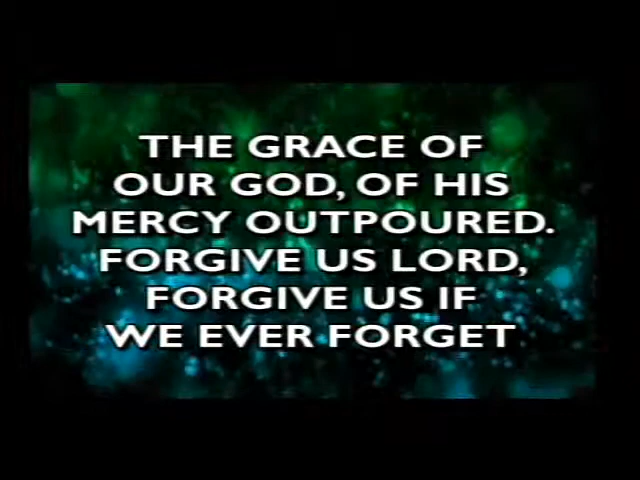 THE GRACE OF
OUR GOD, OF HIS
MERCY OUTPOURED.
FORGIVE US LORD,
FORGIVE US IF
WE EVER FORGET